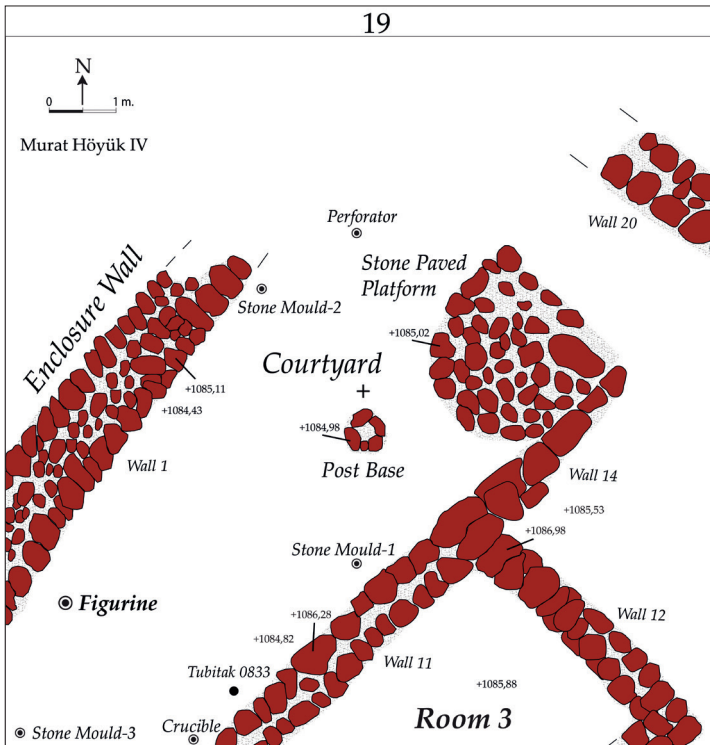 19
N
0 1 m.
Murat Höyük IV
Wall 20
Perforator
Stone Paved
Platform
Enclosure Wall
Stone Mould-2
+1085,02
Courtyard
+1085,11
+1084,43
+1084,98
Wall 1
Post Base
Wall 14
+1085,53
+1086,98
Stone Mould-1
Figurine
+1086,28
Wall 12
+1084,82
Wall 11
Tubitak 0833
+1085,88
Room 3
Crucible
Stone Mould-3